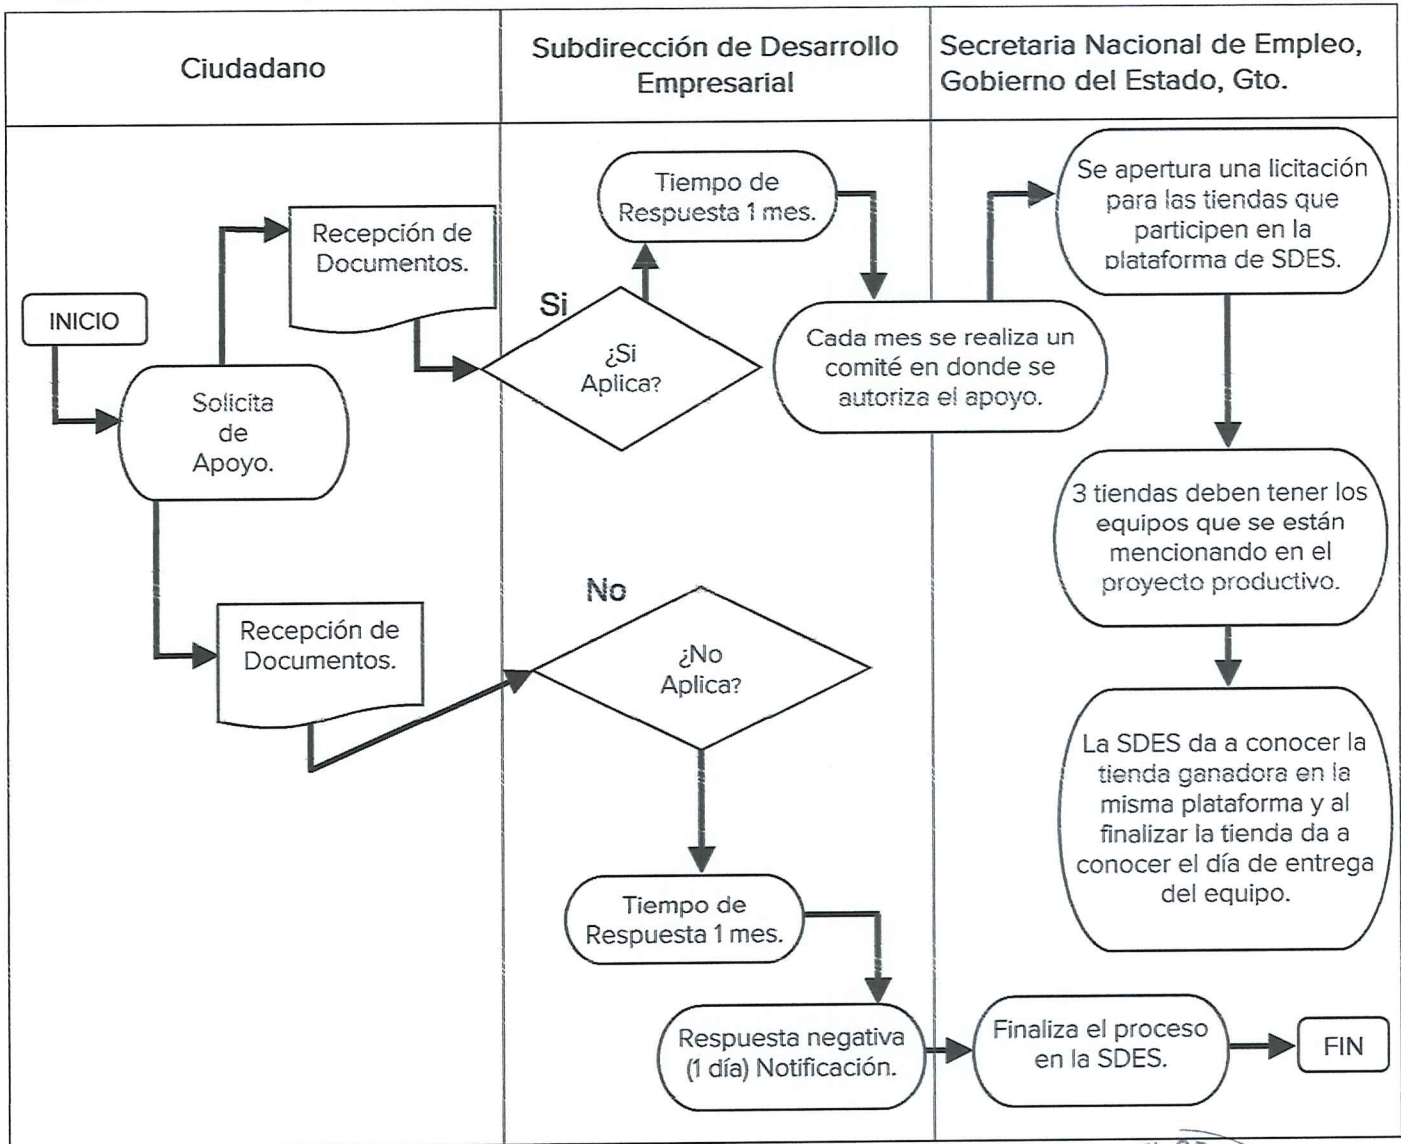 Ciudadano
Subdirección de Desarrollo
Empresarial
Secretaria Nacional de Empleo,
Gobierno del Estado, Gto.
INICIO
Solicita
de
Apoyo.
Recepción de
Documentos.
Si
¿Si
Aplica?
Tiempo de
Respuesta 1 mes.
Cada mes se realiza un
comité en donde se
autoriza el apoyo.
Se apertura una licitación
para las tiendas que
participen en la
plataforma de SDES.
3 tiendas deben tener los
equipos que se están
mencionando en el
proyecto productivo.
La SDES da a conocer la
tienda ganadora en la
misma plataforma y al
finalizar la tienda da a
conocer el día de entrega
del equipo.
Recepción de
Documentos.
No
¿No
Aplica?
Tiempo de
Respuesta 1 mes.
Respuesta negativa
(1 día) Notificación.
Finaliza el proceso
en la SDES.
FIN